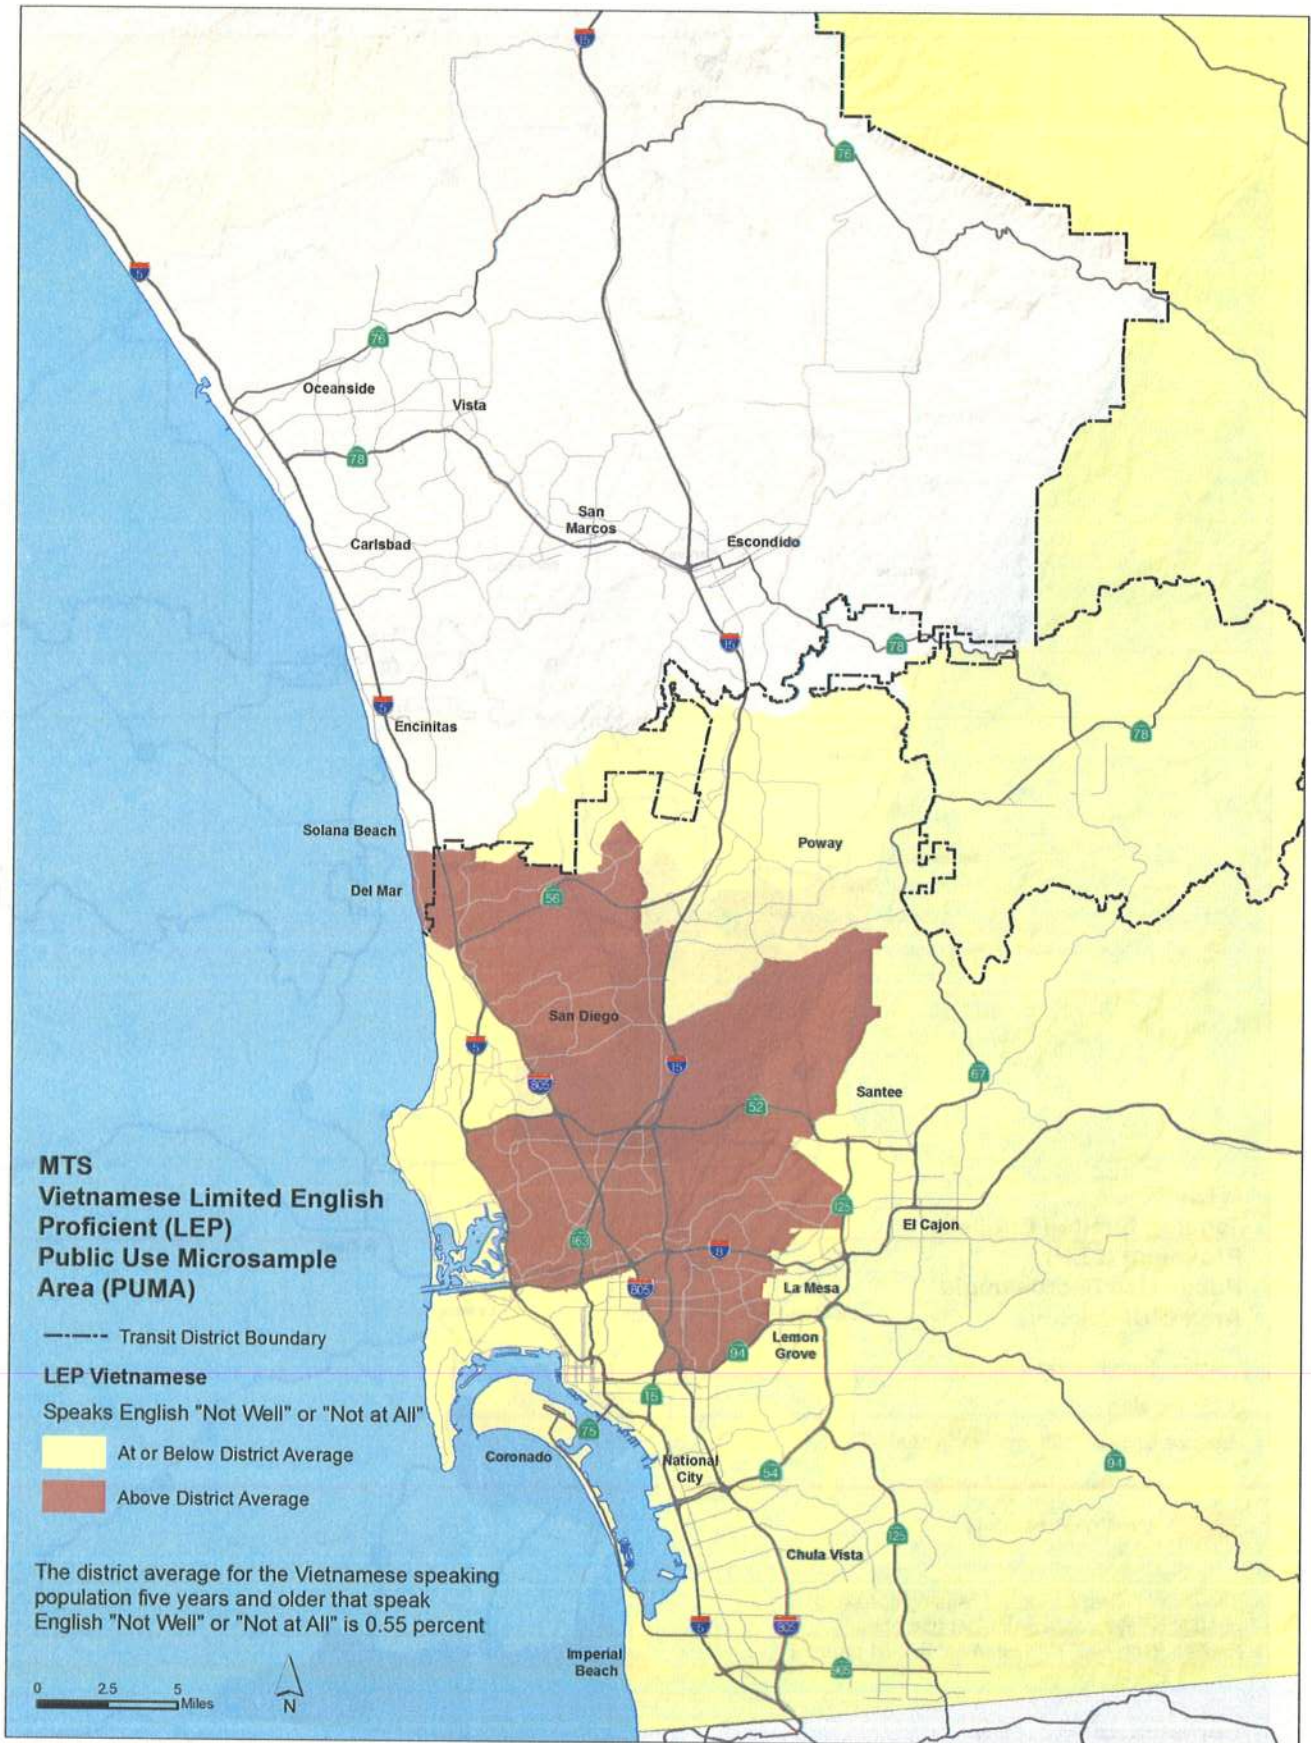 15
76
5
76
Oceanside
Vista
78
San
Marcos
Escondido
Carlsbad
15
78
5
Encinitas
78
Solana Beach
Poway
Del Mar
56
San Diego
5
15
805
67
Santee
52
MTS
Vietnamese Limited English
Proficient (LEP)
Public Use Microsample
Area (PUMA)
125
El Cajon
163
8
805
La Mesa
Transit District Boundary
Lemon
Grove
94
LEP Vietnamese
15
Speaks English "Not Well" or "Not at All"
75
At or Below District Average
Coronado
National
City
54
94
Above District Average
125
Chula Vista
The district average for the Vietnamese speaking
population five years and older that speak
English "Not Well" or "Not at All" is 0.55 percent
5
805
Imperial
Beach
905
0 2.5 5
Miles
N